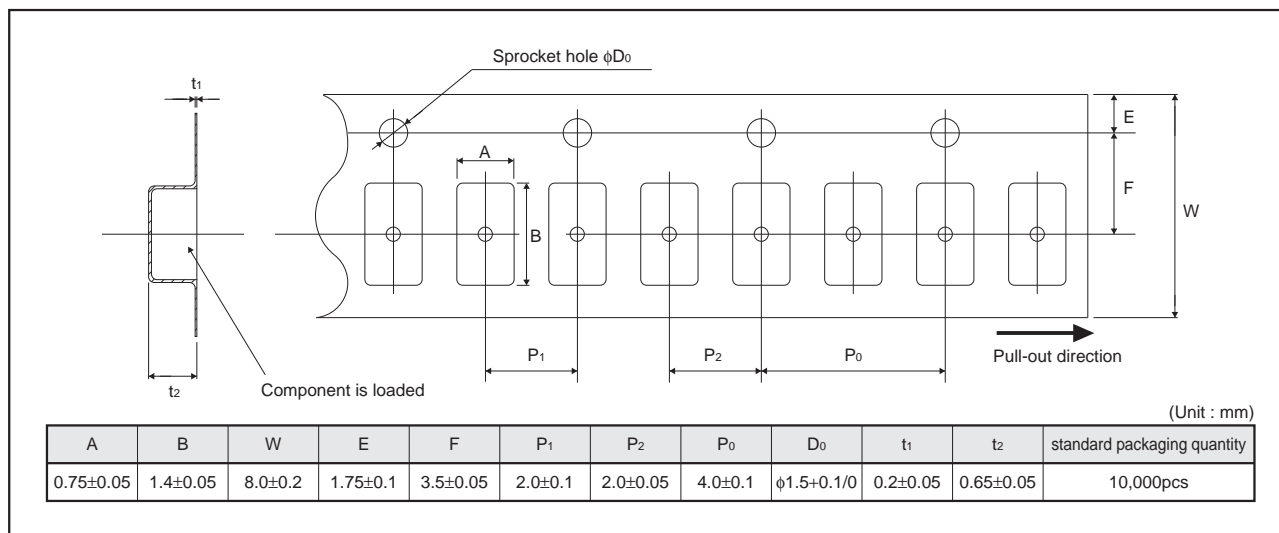 Sprocket hole ϕD₀
t₁
E
A
F
W
B
P₁
P₂
P₀
Pull-out direction
t₂
Component is loaded
(Unit : mm)
A B W E F P₁ P₂ P₀ D₀ t₁ t₂ standard packaging quantity
0.75±0.05 1.4±0.05 8.0±0.2 1.75±0.1 3.5±0.05 2.0±0.1 2.0±0.05 4.0±0.1 ϕ1.5+0.1/0 0.2±0.05 0.65±0.05 10,000pcs